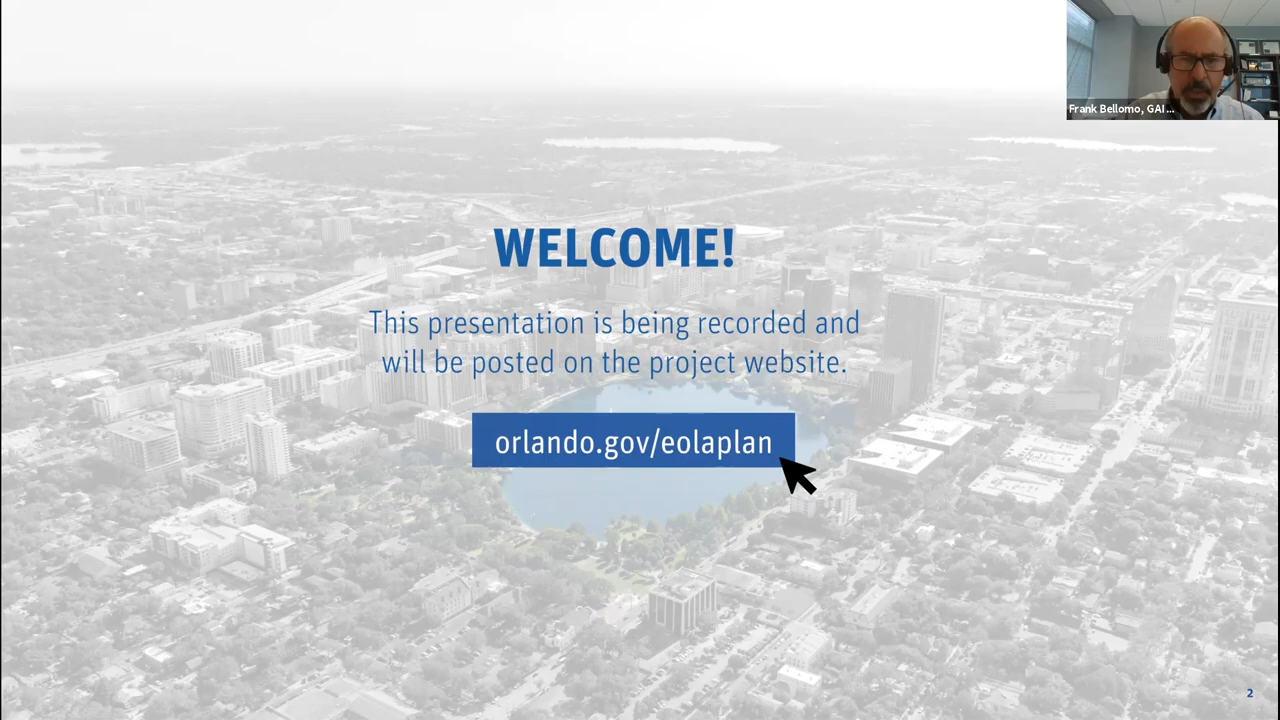 Frank Bellomo, GAI ...
WELCOME!
This presentation is being recorded and
will be posted on the project website.
orlando.gov/eolaplan
2